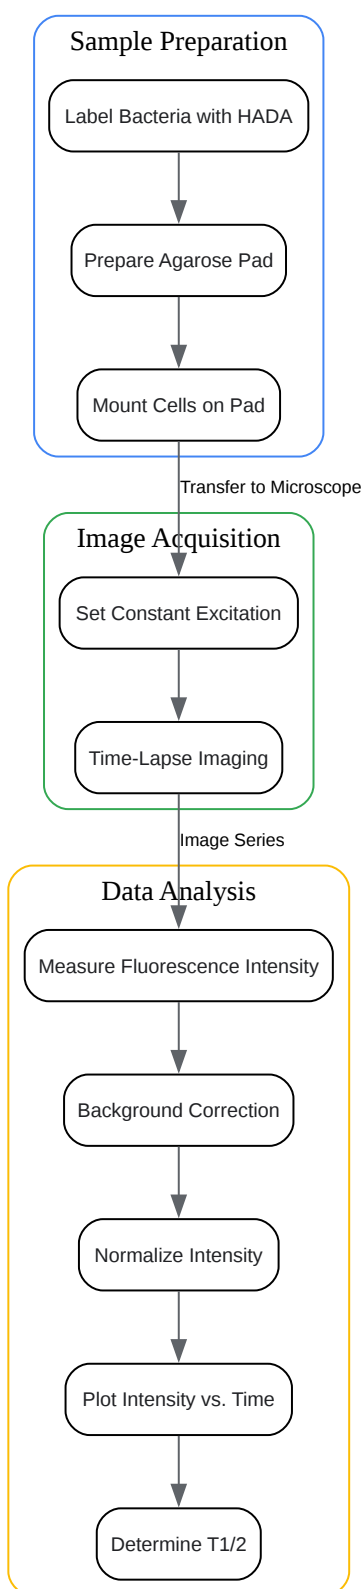 Sample Preparation
Label Bacteria with HADA
Prepare Agarose Pad
Mount Cells on Pad
Transfer to Microscope
Image Acquisition
Set Constant Excitation
Time-Lapse Imaging
Image Series
Data Analysis
Measure Fluorescence Intensity
Background Correction
Normalize Intensity
Plot Intensity vs. Time
Determine T1/2